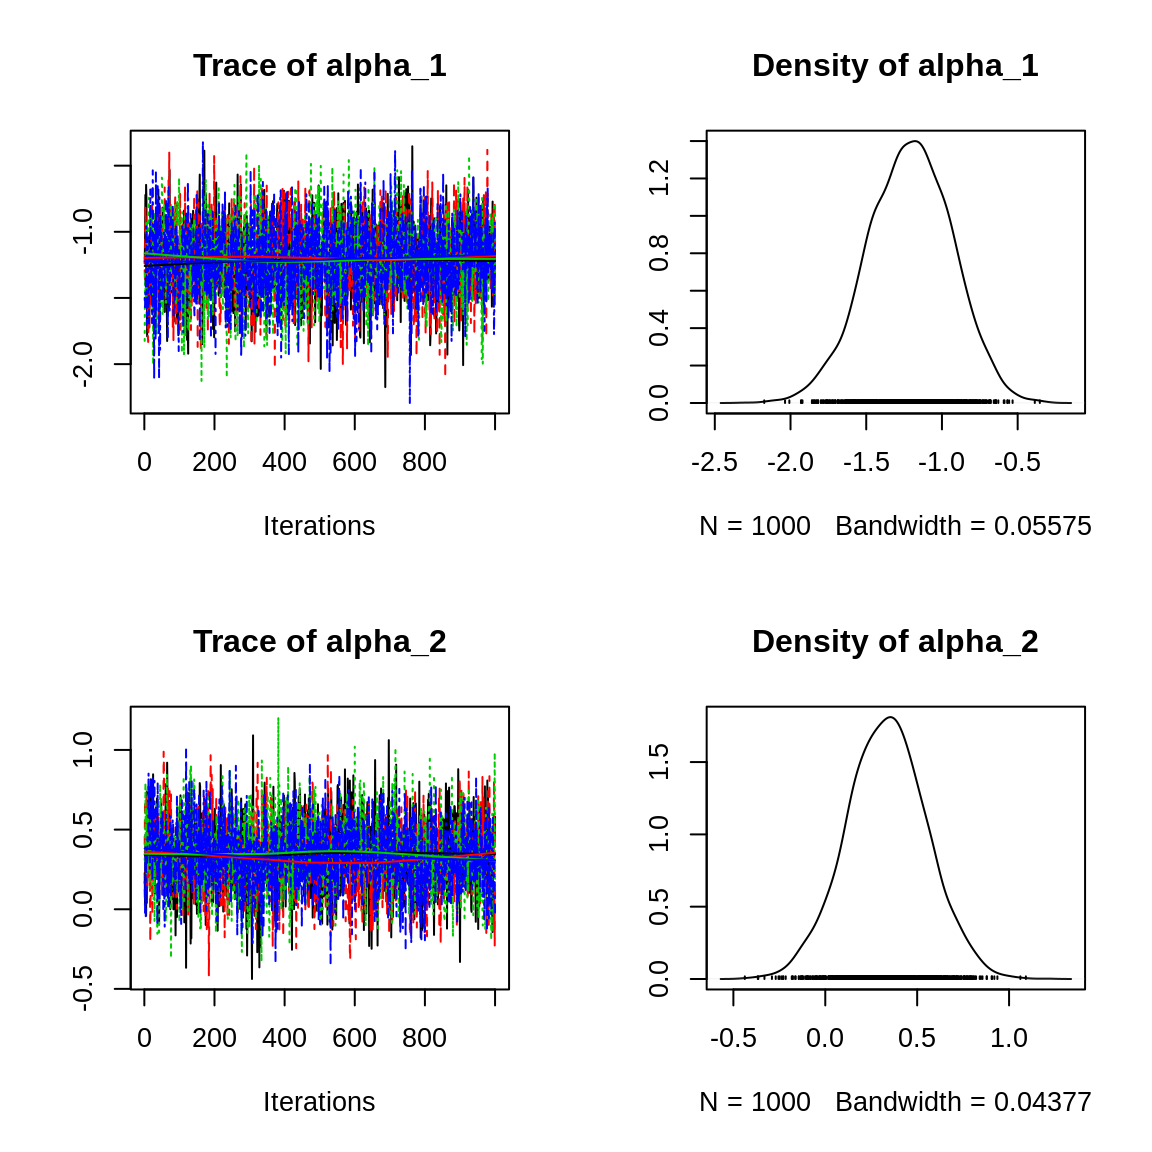 Trace of alpha_1
-1.0
-2.0
0 200 400 600 800
Iterations
Density of alpha_1
1.2
0.8
0.4
0.0
-2.5 -2.0 -1.5 -1.0 -0.5
N = 1000 Bandwidth = 0.05575
Trace of alpha_2
1.0
0.5
0.0
-0.5
0 200 400 600 800
Iterations
Density of alpha_2
1.5
1.0
0.5
0.0
-0.5 0.0 0.5 1.0
N = 1000 Bandwidth = 0.04377